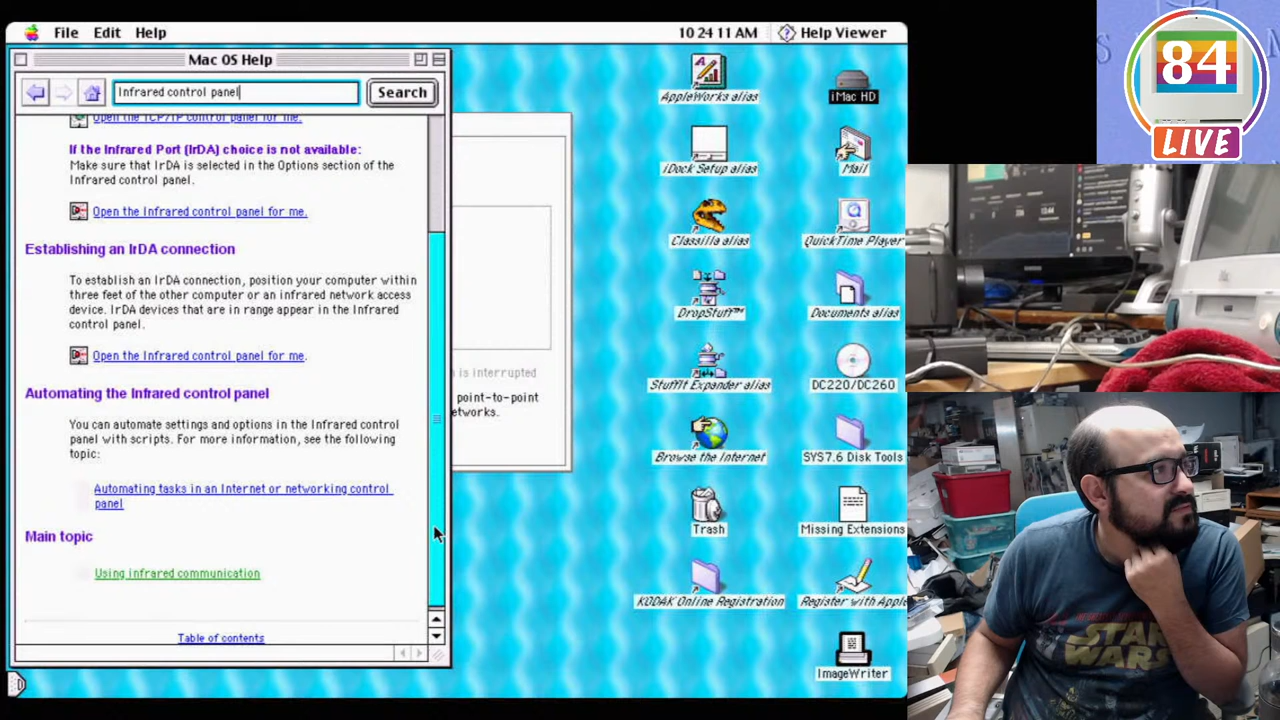 File Edit Help
10 24 11 AM
Help Viewer
Mac OS Help
Infrared control panel
Search
Open the TCP/IP control panel for me.
If the Infrared Port (IrDA) choice is not available:
Make sure that IrDA is selected in the Options section of the
Infrared control panel.
Open the Infrared control panel for me.
Establishing an IrDA connection
To establish an IrDA connection, position your computer within
three feet of the other computer or an infrared network access
device. IrDA devices that are in range appear in the Infrared
control panel.
Open the Infrared control panel for me.
Automating the Infrared control panel
You can automate settings and options in the Infrared control
panel with scripts. For more information, see the following
topic:
Automating tasks in an Internet or networking control
panel
Main topic
Using infrared communication
Table of contents
is interrupted
point-to-point
AppleWorks alias
iMac HD
iDock Setup alias
Mail
Classilla alias
QuickTime Player
DropStuff™
Documents alias
StuffIt Expander alias
DC220/DC260
Browse the Internet
SYS7.6 Disk Tools
Trash
Missing Extensions
KODAK Online Registration
Register with Apple
ImageWriter
84
LIVE
STAR
WARS